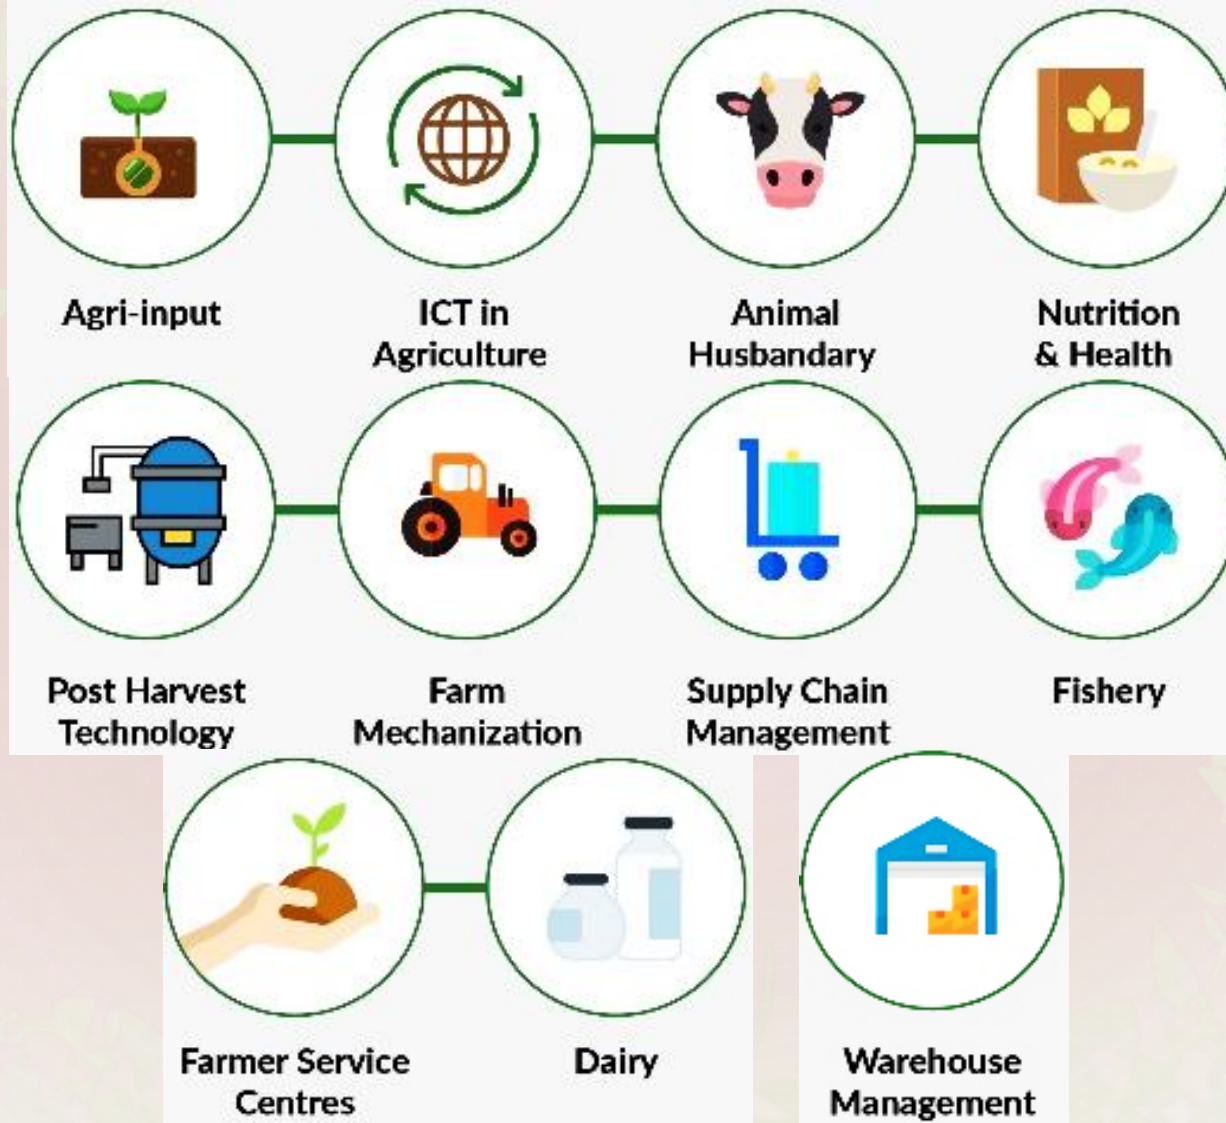 Agri-input
ICT in
Agriculture
Animal
Husbandary
Nutrition
& Health
Post Harvest
Technology
Farm
Mechanization
Supply Chain
Management
Fishery
Farmer Service
Centres
Dairy
Warehouse
Management